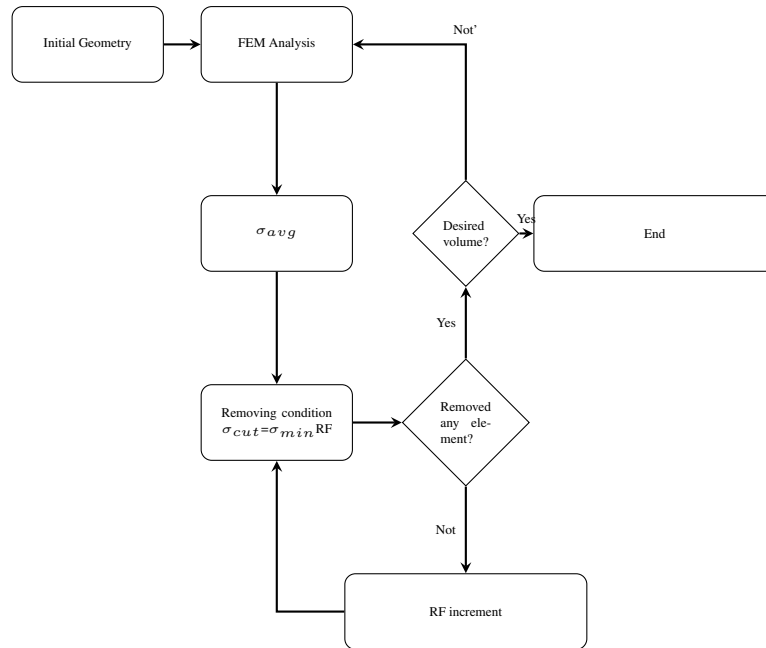 Initial Geometry
FEM Analysis
Not’
σavg
Desired
volume?
Yes
End
Yes
Removing condition
σcut=σminRF
Removed
any ele-
ment?
Not
RF increment